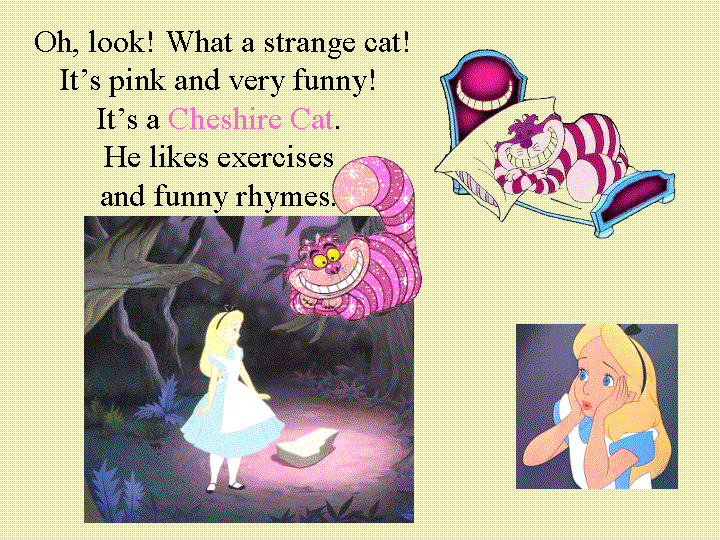 Oh, look! What a strange cat!
It’s pink and very funny!
It’s a Cheshire Cat.
He likes exercises
and funny rhymes.